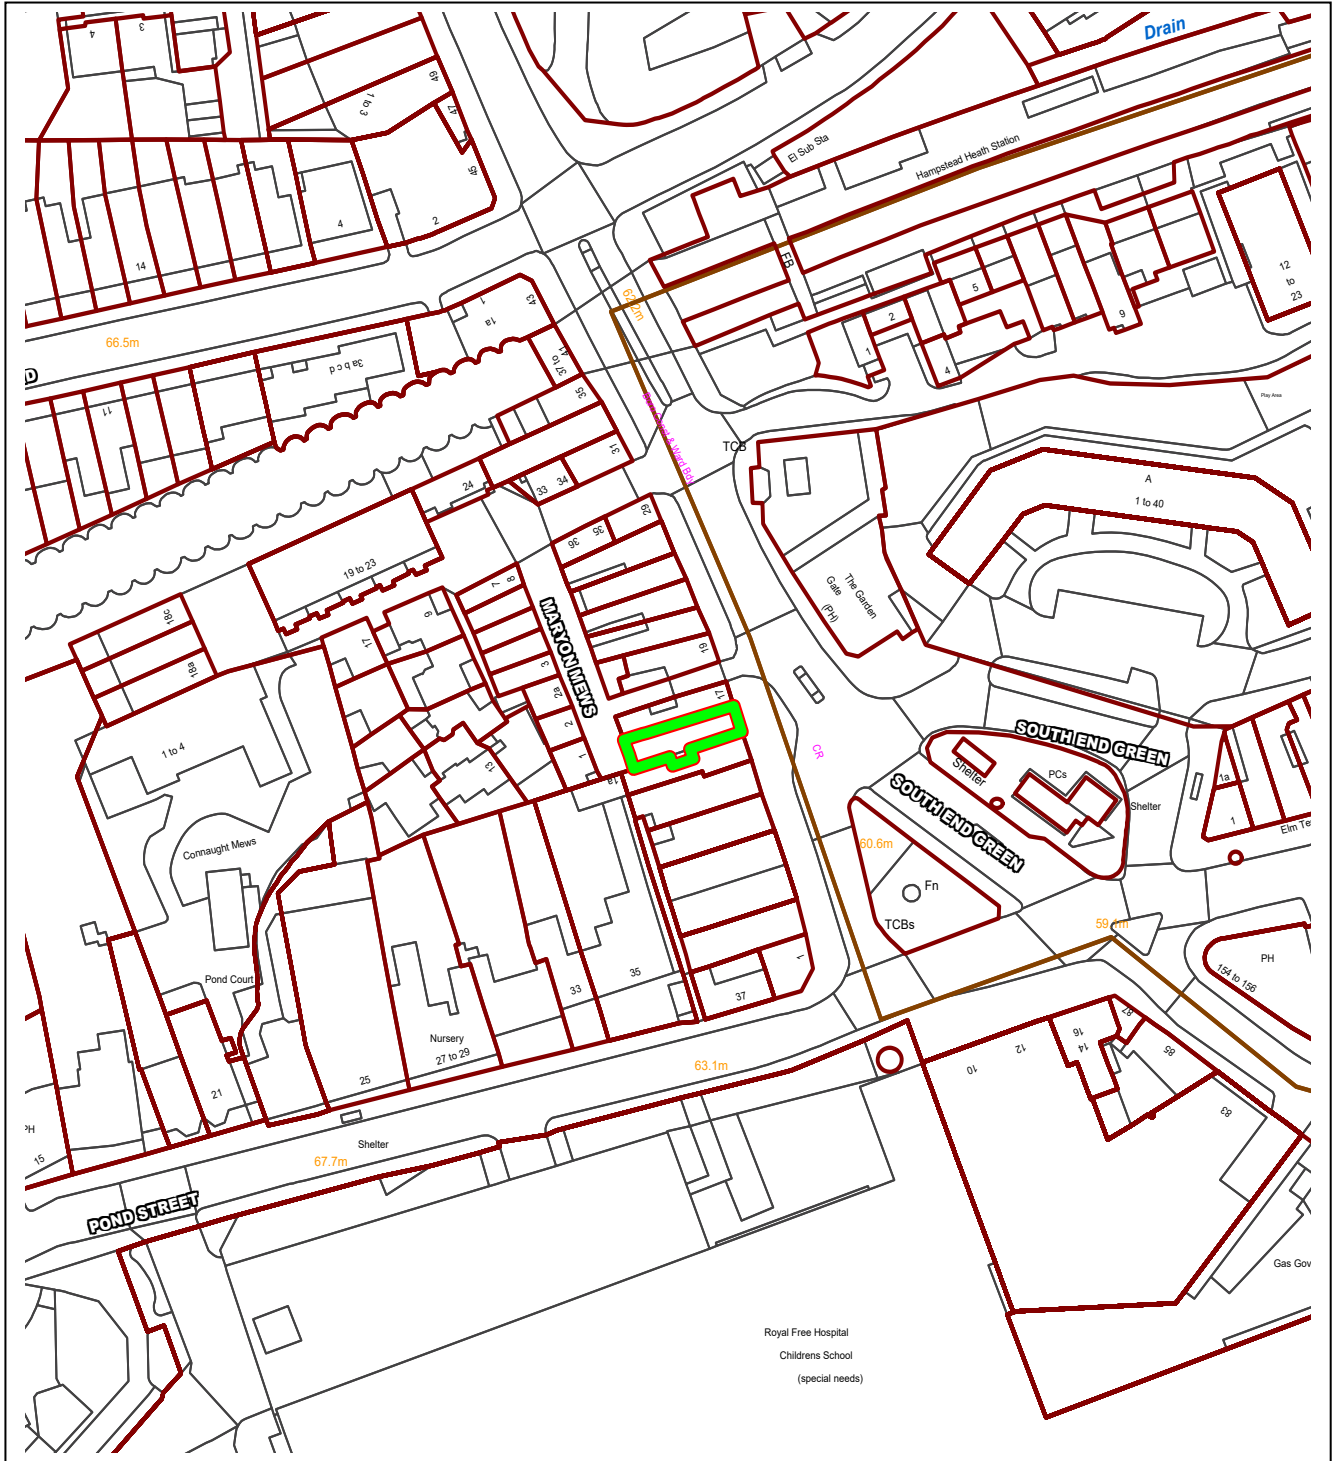 Drain
4
3
49
1 to 3
47
45
El Sub Sta
Hampstead Heath Station
4
2
14
FB
12
to
23
5
2
9
1
4
62.2m
43
1
1a
66.5m
41
37 to
3a b c d
35
11
Play Area
TCB
31
24
33
34
A
1 to 40
29
35
36
19 to 23
8
7
The Garden
Gate
(PH)
MARYON MEWS
18c
9
17
19
3
18a
2a
17
2
1 to 4
CR
SOUTH END GREEN
1
13
1a
Shelter
PCs
SOUTH END GREEN
Shelter
1a
1
Elm Te
Connaught Mews
60.6m
Fn
TCBs
59.1m
PH
154 to 156
1
35
37
33
Pond Court
Nursery
27 to 29
87
16
14
12
10
85
63.1m
25
21
83
PH
15
Shelter
67.7m
POND STREET
Gas Gov
Royal Free Hospital
Childrens School
(special needs)